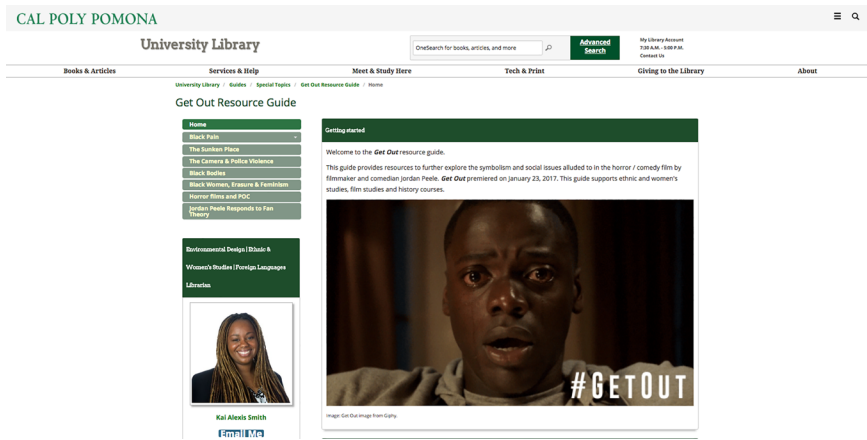 CAL POLY POMONA
University Library
OneSearch for books, articles, and more
Advanced
Search
My Library Account
7:30 A.M. - 5:00 P.M.
Contact Us
Books & Articles
Services & Help
Meet & Study Here
Tech & Print
Giving to the Library
About
University Library / Guides / Special Topics / Get Out Resource Guide / Home
Get Out Resource Guide
Home
Black Pain
The Sunken Place
The Camera & Police Violence
Black Bodies
Black Women, Erasure & Feminism
Horror films and POC
Jordan Peele Responds to Fan
Theory
Environmental Design | Ethnic &
Women's Studies | Foreign Languages
Librarian
Kai Alexis Smith
Email Me
Getting started
Welcome to the Get Out resource guide.
This guide provides resources to further explore the symbolism and social issues alluded to in the horror / comedy film by
filmmaker and comedian Jordan Peele. Get Out premiered on January 23, 2017. This guide supports ethnic and women's
studies, film studies and history courses.
#GETOUT
Image: Get Out image from Giphy.